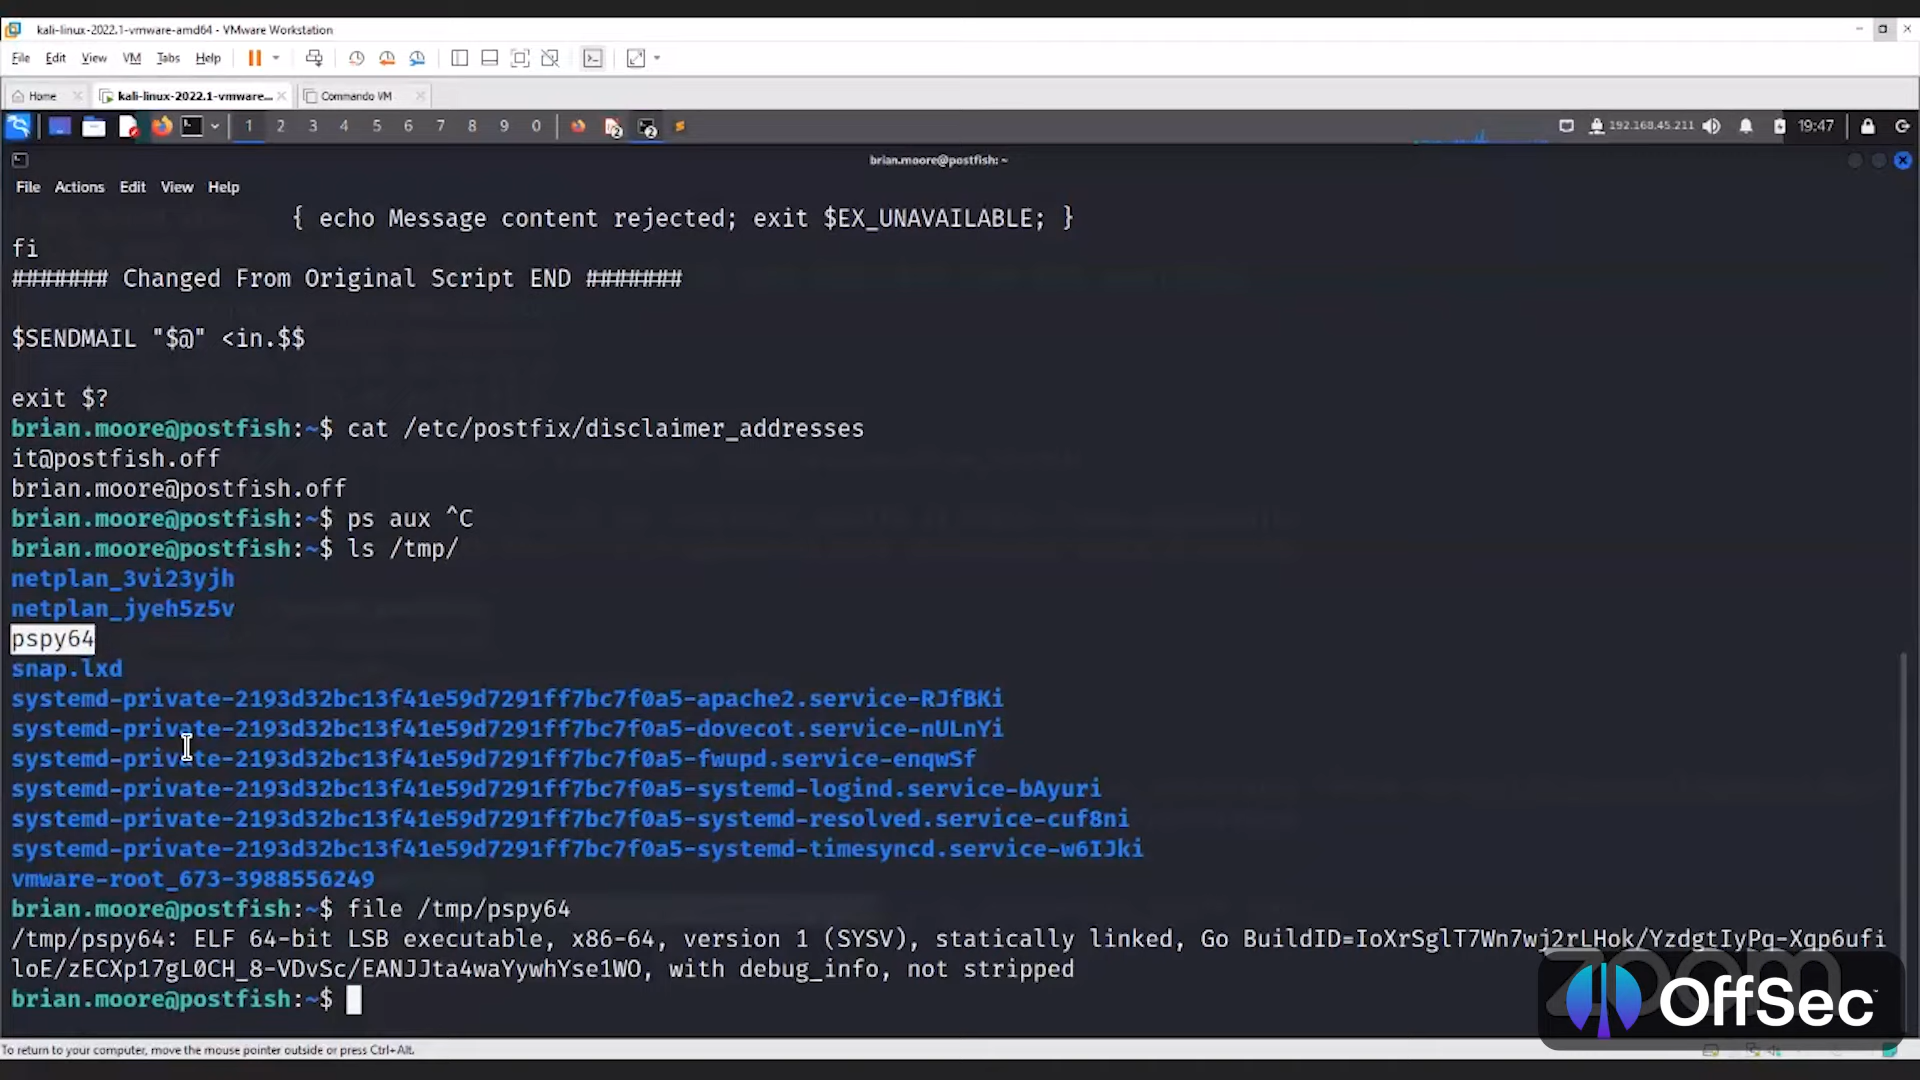 kali-linux-2022.1-vmware-amd64 - VMware Workstation
File Edit View VM Tabs Help
Home kali-linux-2022.1-vmware... Commando VM
1 2 3 4 5 6 7 8 9 0 192.168.45.211 19:47
brian.moore@postfish: ~
File Actions Edit View Help
{ echo Message content rejected; exit $EX_UNAVAILABLE; }
fi
####### Changed From Original Script END #######
$SENDMAIL "$@" <in.$$
exit $?
brian.moore@postfish:~$ cat /etc/postfix/disclaimer_addresses
it@postfish.off
brian.moore@postfish.off
brian.moore@postfish:~$ ps aux ^C
brian.moore@postfish:~$ ls /tmp/
netplan_3vi23yjh
netplan_jyeh5z5v
pspy64
snap.lxd
systemd-private-2193d32bc13f41e59d7291ff7bc7f0a5-apache2.service-RJfBKi
systemd-private-2193d32bc13f41e59d7291ff7bc7f0a5-dovecot.service-nULnYi
systemd-private-2193d32bc13f41e59d7291ff7bc7f0a5-fwupd.service-enqwSf
systemd-private-2193d32bc13f41e59d7291ff7bc7f0a5-systemd-logind.service-bAyuri
systemd-private-2193d32bc13f41e59d7291ff7bc7f0a5-systemd-resolved.service-cuf8ni
systemd-private-2193d32bc13f41e59d7291ff7bc7f0a5-systemd-timesyncd.service-w6IJki
vmware-root_673-3988556249
brian.moore@postfish:~$ file /tmp/pspy64
/tmp/pspy64: ELF 64-bit LSB executable, x86-64, version 1 (SYSV), statically linked, Go BuildID=IoXrSglT7Wn7wj2rLHok/YzdgtIyPq-Xqp6ufi
loE/zECXp17gL0CH_8-VDvSc/EANJJta4waYywhYse1WO, with debug_info, not stripped
brian.moore@postfish:~$
zoom
OffSec™
To return to your computer, move the mouse pointer outside or press Ctrl+Alt.